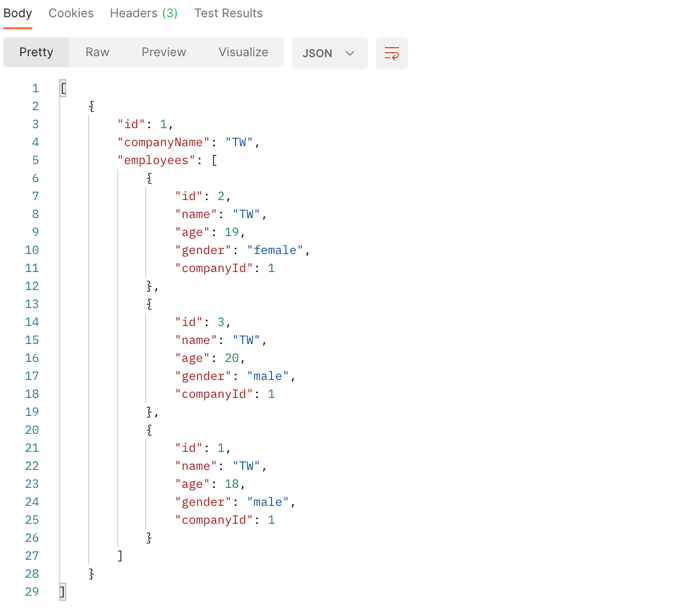 Body Cookies Headers (3) Test Results
Pretty Raw Preview Visualize JSON
1 [
2 {
3 "id": 1,
4 "companyName": "TW",
5 "employees": [
6 {
7 "id": 2,
8 "name": "TW",
9 "age": 19,
10 "gender": "female",
11 "companyId": 1
12 },
13 {
14 "id": 3,
15 "name": "TW",
16 "age": 20,
17 "gender": "male",
18 "companyId": 1
19 },
20 {
21 "id": 1,
22 "name": "TW",
23 "age": 18,
24 "gender": "male",
25 "companyId": 1
26 }
27 ]
28 }
29 ]